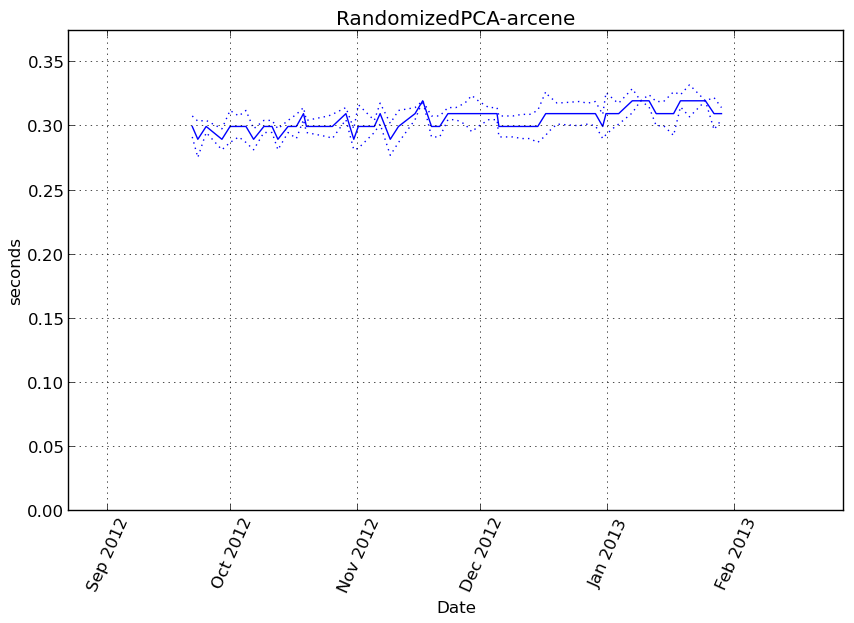 RandomizedPCA-arcene
0.35
0.30
0.25
0.20
0.15
0.10
0.05
0.00
seconds
Sep 2012
Oct 2012
Nov 2012
Dec 2012
Jan 2013
Feb 2013
Date